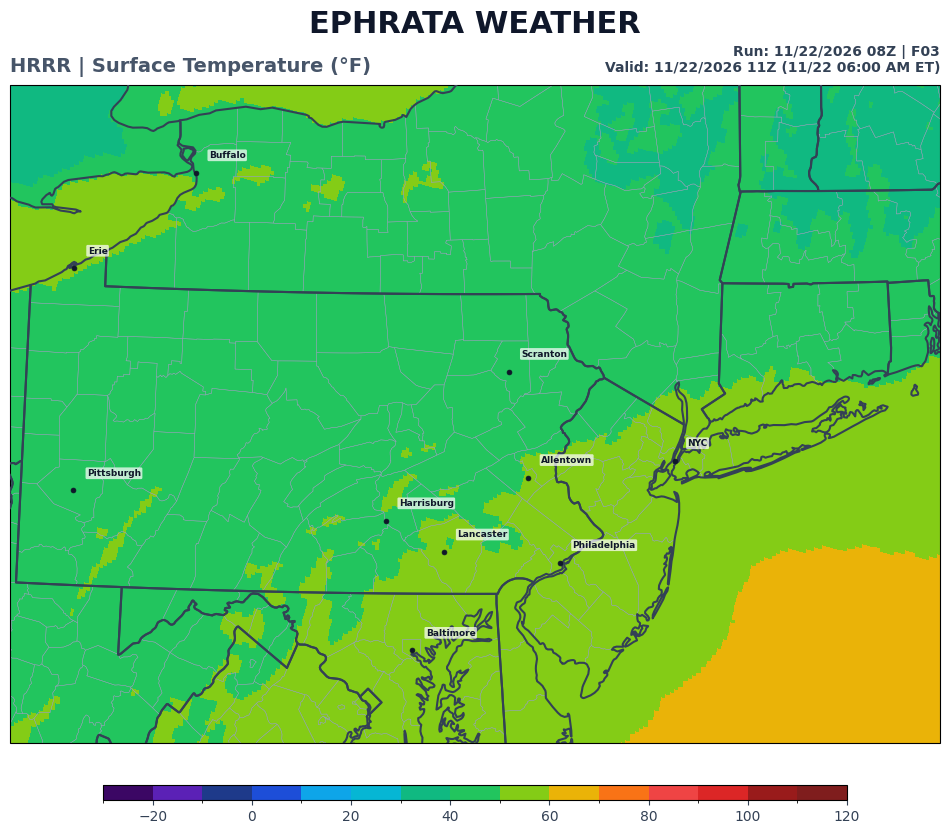 EPHRATA WEATHER
HRRR | Surface Temperature (°F)
Run: 11/22/2026 08Z | F03
Valid: 11/22/2026 11Z (11/22 06:00 AM ET)
Buffalo
Erie
Scranton
NYC
Allentown
Pittsburgh
Harrisburg
Lancaster
Philadelphia
Baltimore
−20 0 20 40 60 80 100 120